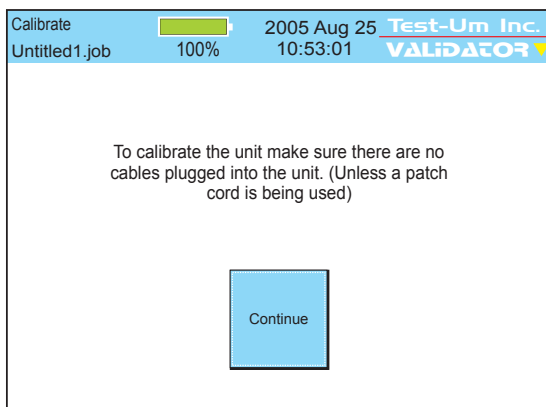 Calibrate
Untitled1.job
100%
2005 Aug 25
10:53:01
Test-Um Inc.
VALIDATOR
To calibrate the unit make sure there are no
cables plugged into the unit. (Unless a patch
cord is being used)
Continue